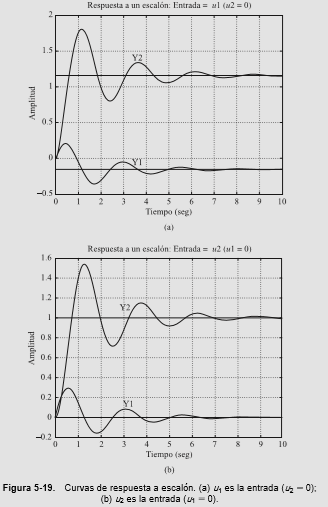 Respuesta a un escalón: Entrada = u1 (u2 = 0)
2
1.5
1
0.5
0
−0.5
Amplitud
Y2
Y1
0 1 2 3 4 5 6 7 8 9 10
Tiempo (seg)
(a)
Respuesta a un escalón: Entrada = u2 (u1 = 0)
1.6
1.4
1.2
1
0.8
0.6
0.4
0.2
0
−0.2
Amplitud
Y2
Y1
0 1 2 3 4 5 6 7 8 9 10
Tiempo (seg)
(b)
Figura 5-19. Curvas de respuesta a escalón. (a) u₁ es la entrada (u₂ = 0);
(b) u₂ es la entrada (u₁ = 0).